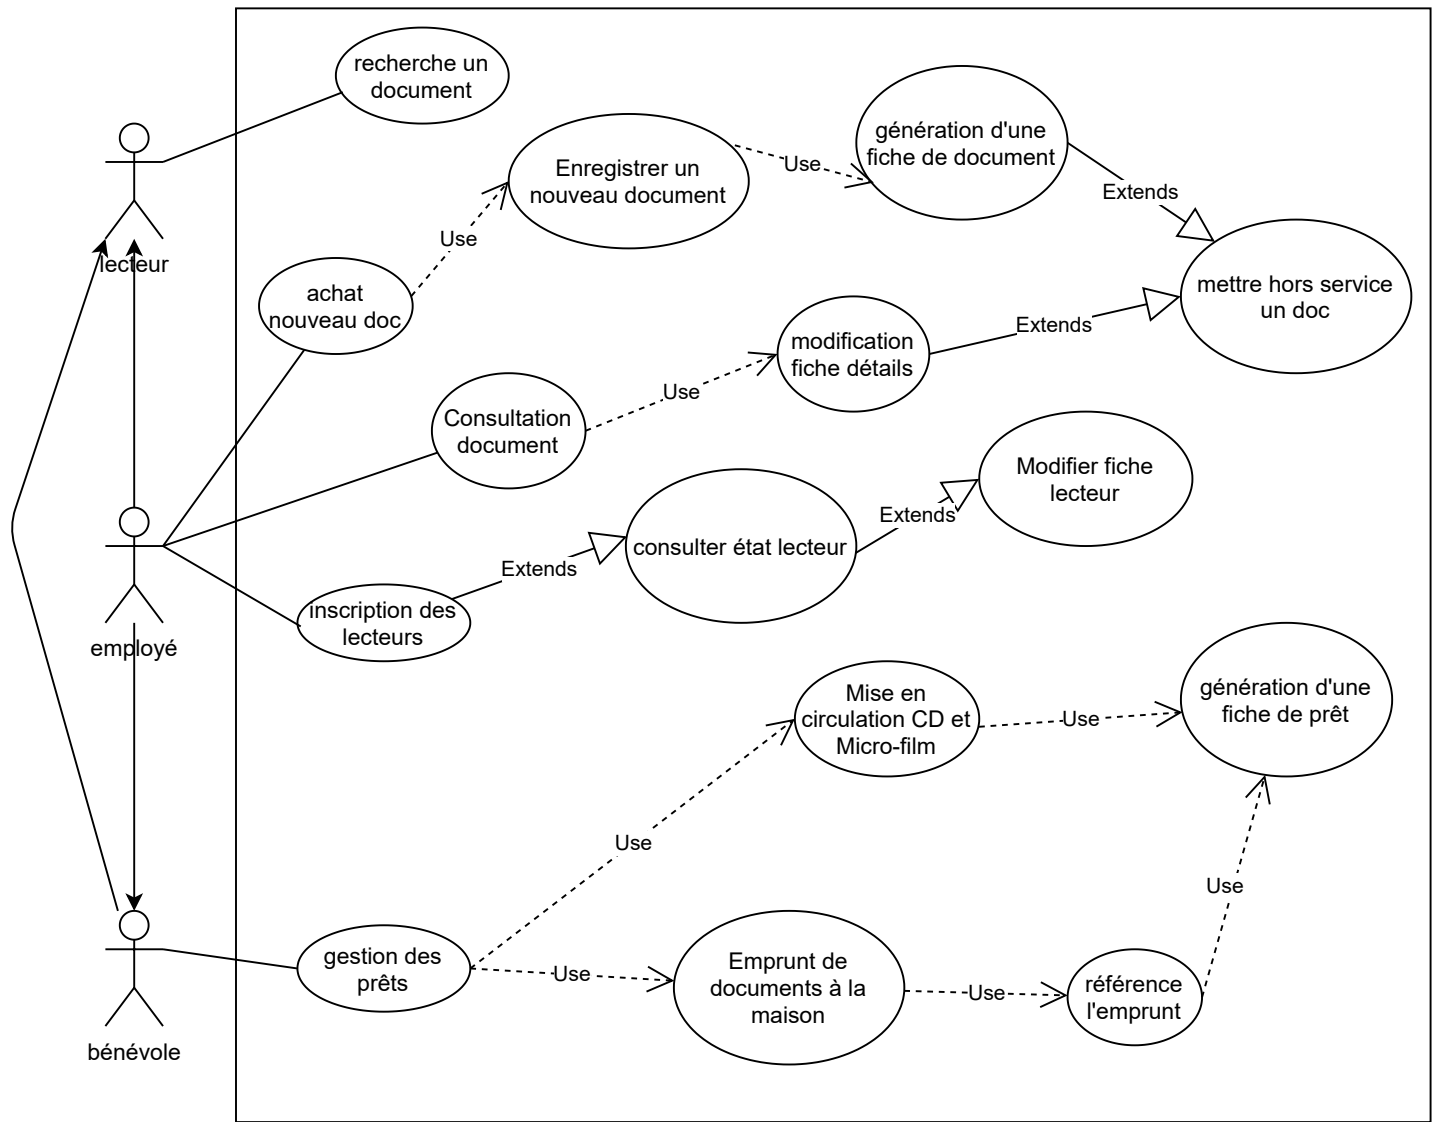 recherche un
document
génération d'une
fiche de document
Use
Enregistrer un
nouveau document
Extends
Use
lecteur
achat
nouveau doc
mettre hors service
un doc
Extends
modification
fiche détails
Use
Consultation
document
Modifier fiche
lecteur
Extends
consulter état lecteur
Extends
inscription des
lecteurs
employé
Mise en
circulation CD et
Micro-film
Use
génération d'une
fiche de prêt
Use
Use
gestion des
prêts
Use
Emprunt de
documents à la
maison
Use
référence
l'emprunt
bénévole